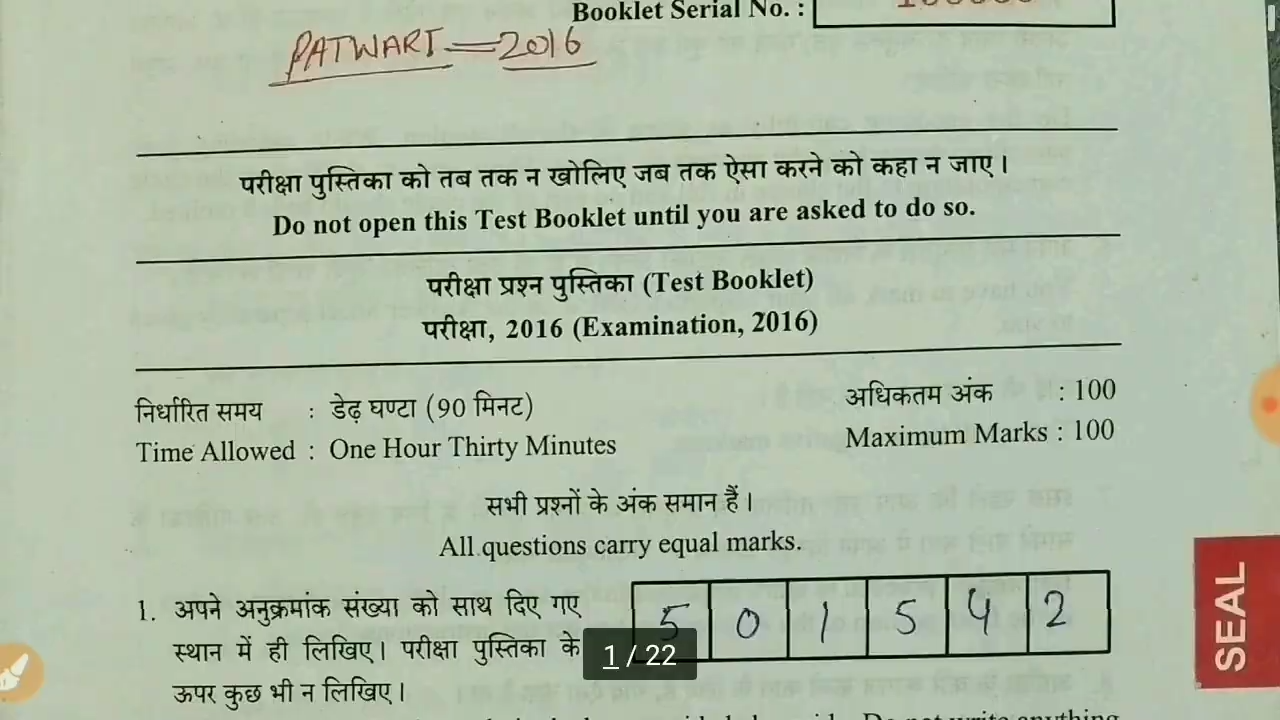 Booklet Serial No. :
PATWARI = 2016
परीक्षा पुस्तिका को तब तक न खोलिए जब तक ऐसा करने को कहा न जाए।
Do not open this Test Booklet until you are asked to do so.
परीक्षा प्रश्न पुस्तिका (Test Booklet)
परीक्षा, 2016 (Examination, 2016)
निर्धारित समय : डेढ़ घण्टा (90 मिनट) अधिकतम अंक : 100
Time Allowed : One Hour Thirty Minutes Maximum Marks : 100
सभी प्रश्नों के अंक समान हैं।
All questions carry equal marks.
1. अपने अनुक्रमांक संख्या को साथ दिए गए 5 0 1 5 4 2
स्थान में ही लिखिए। परीक्षा पुस्तिका के
1 / 22
ऊपर कुछ भी न लिखिए।
SEAL